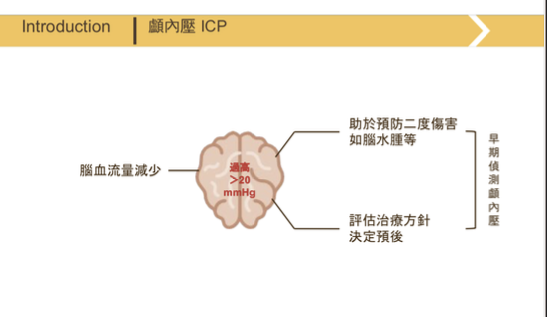 Introduction
顱內壓 ICP
腦血流量減少
過高
＞20
mmHg
助於預防二度傷害
如腦水腫等
評估治療方針
決定預後
早期偵測顱內壓